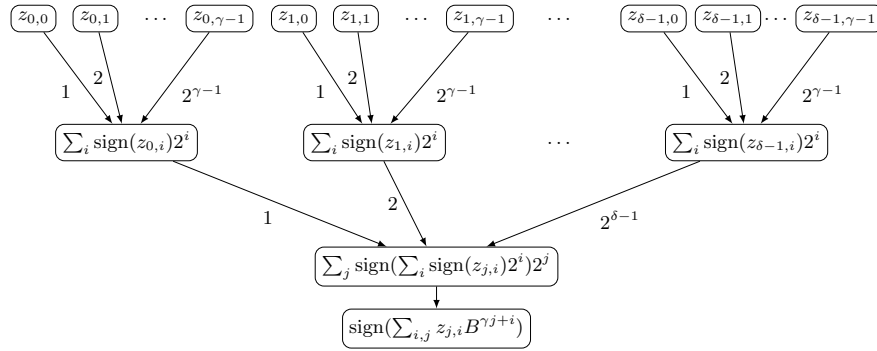 z_{0,0} z_{0,1} ⋯ z_{0,γ−1} z_{1,0} z_{1,1} ⋯ z_{1,γ−1} ⋯ z_{δ−1,0} z_{δ−1,1} ⋯ z_{δ−1,γ−1}
1 2 2^{γ−1} 1 2 2^{γ−1} 1 2 2^{γ−1}
∑_i sign(z_{0,i})2^i ∑_i sign(z_{1,i})2^i ⋯ ∑_i sign(z_{δ−1,i})2^i
1 2 2^{δ−1}
∑_j sign(∑_i sign(z_{j,i})2^i)2^j
sign(∑_{i,j} z_{j,i}B^{γj+i})